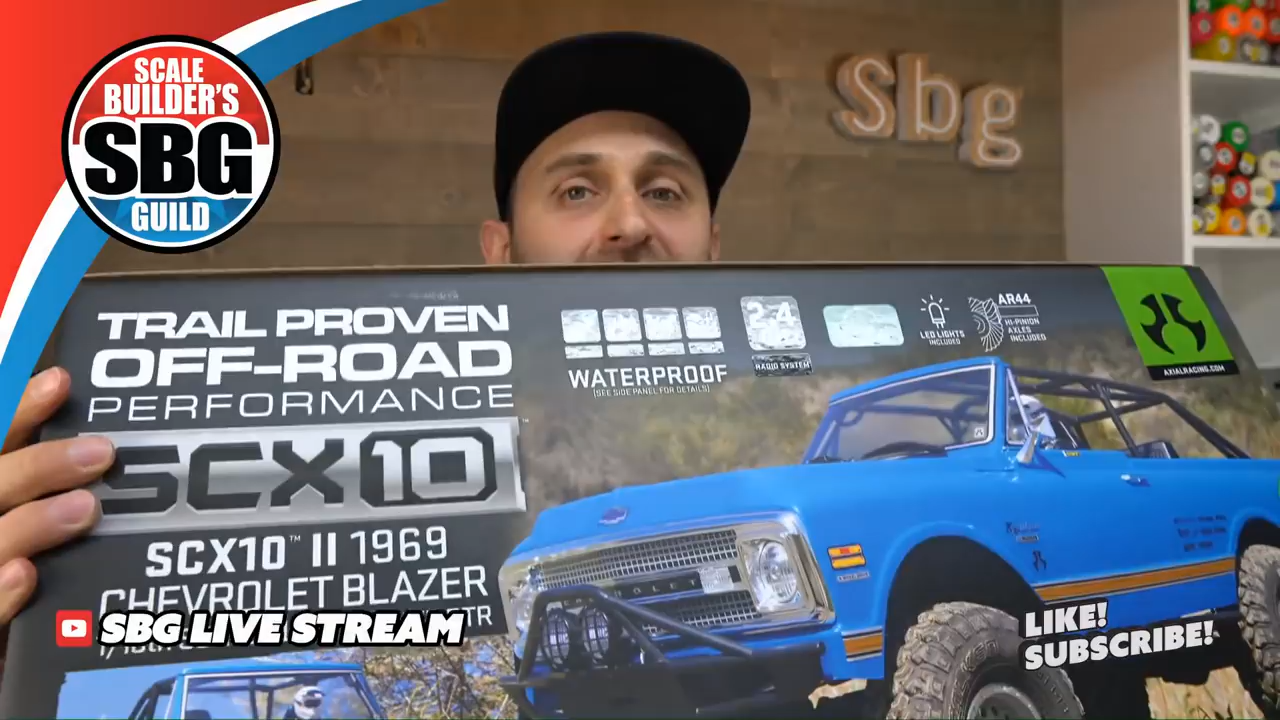 SCALE
BUILDER'S
SBG
GUILD
Sbg
TRAIL PROVEN
OFF-ROAD
PERFORMANCE
SCX10
SCX10™ II 1969
CHEVROLET BLAZER
TR
WATERPROOF
(SEE SIDE PANEL FOR DETAILS)
2.4
RADIO SYSTEM
LED LIGHTS
INCLUDED
AR44
HI-PINION
AXLES
INCLUDED
AXIALRACING.COM
CHEVROLET
SBG LIVE STREAM
LIKE!
SUBSCRIBE!